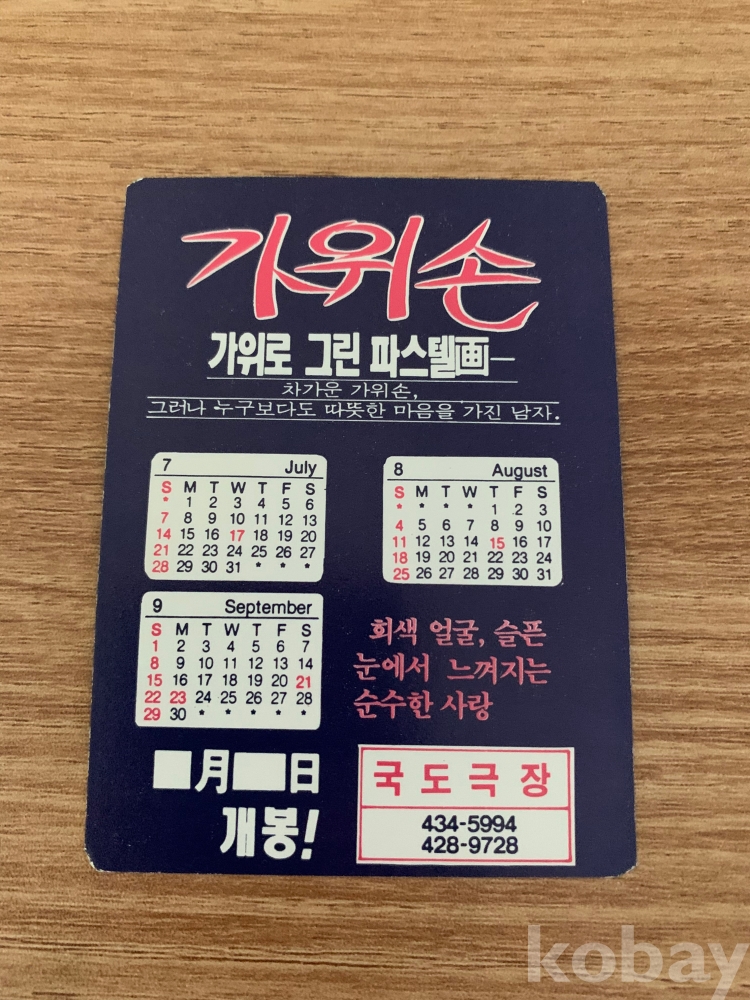 가위손
가위로 그린 파스텔画—
차가운 가위손,
그러나 누구보다도 따뜻한 마음을 가진 남자.
7 July
S M T W T F S
* 1 2 3 4 5 6
7 8 9 10 11 12 13
14 15 16 17 18 19 20
21 22 23 24 25 26 27
28 29 30 31 * * *
8 August
S M T W T F S
* * * * 1 2 3
4 5 6 7 8 9 10
11 12 13 14 15 16 17
18 19 20 21 22 23 24
25 26 27 28 29 30 31
9 September
S M T W T F S
1 2 3 4 5 6 7
8 9 10 11 12 13 14
15 16 17 18 19 20 21
22 23 24 25 26 27 28
29 30 * * * * *
회색 얼굴, 슬픈
눈에서 느껴지는
순수한 사랑
月 日
개봉!
국도극장
434-5994
428-9728
kobay